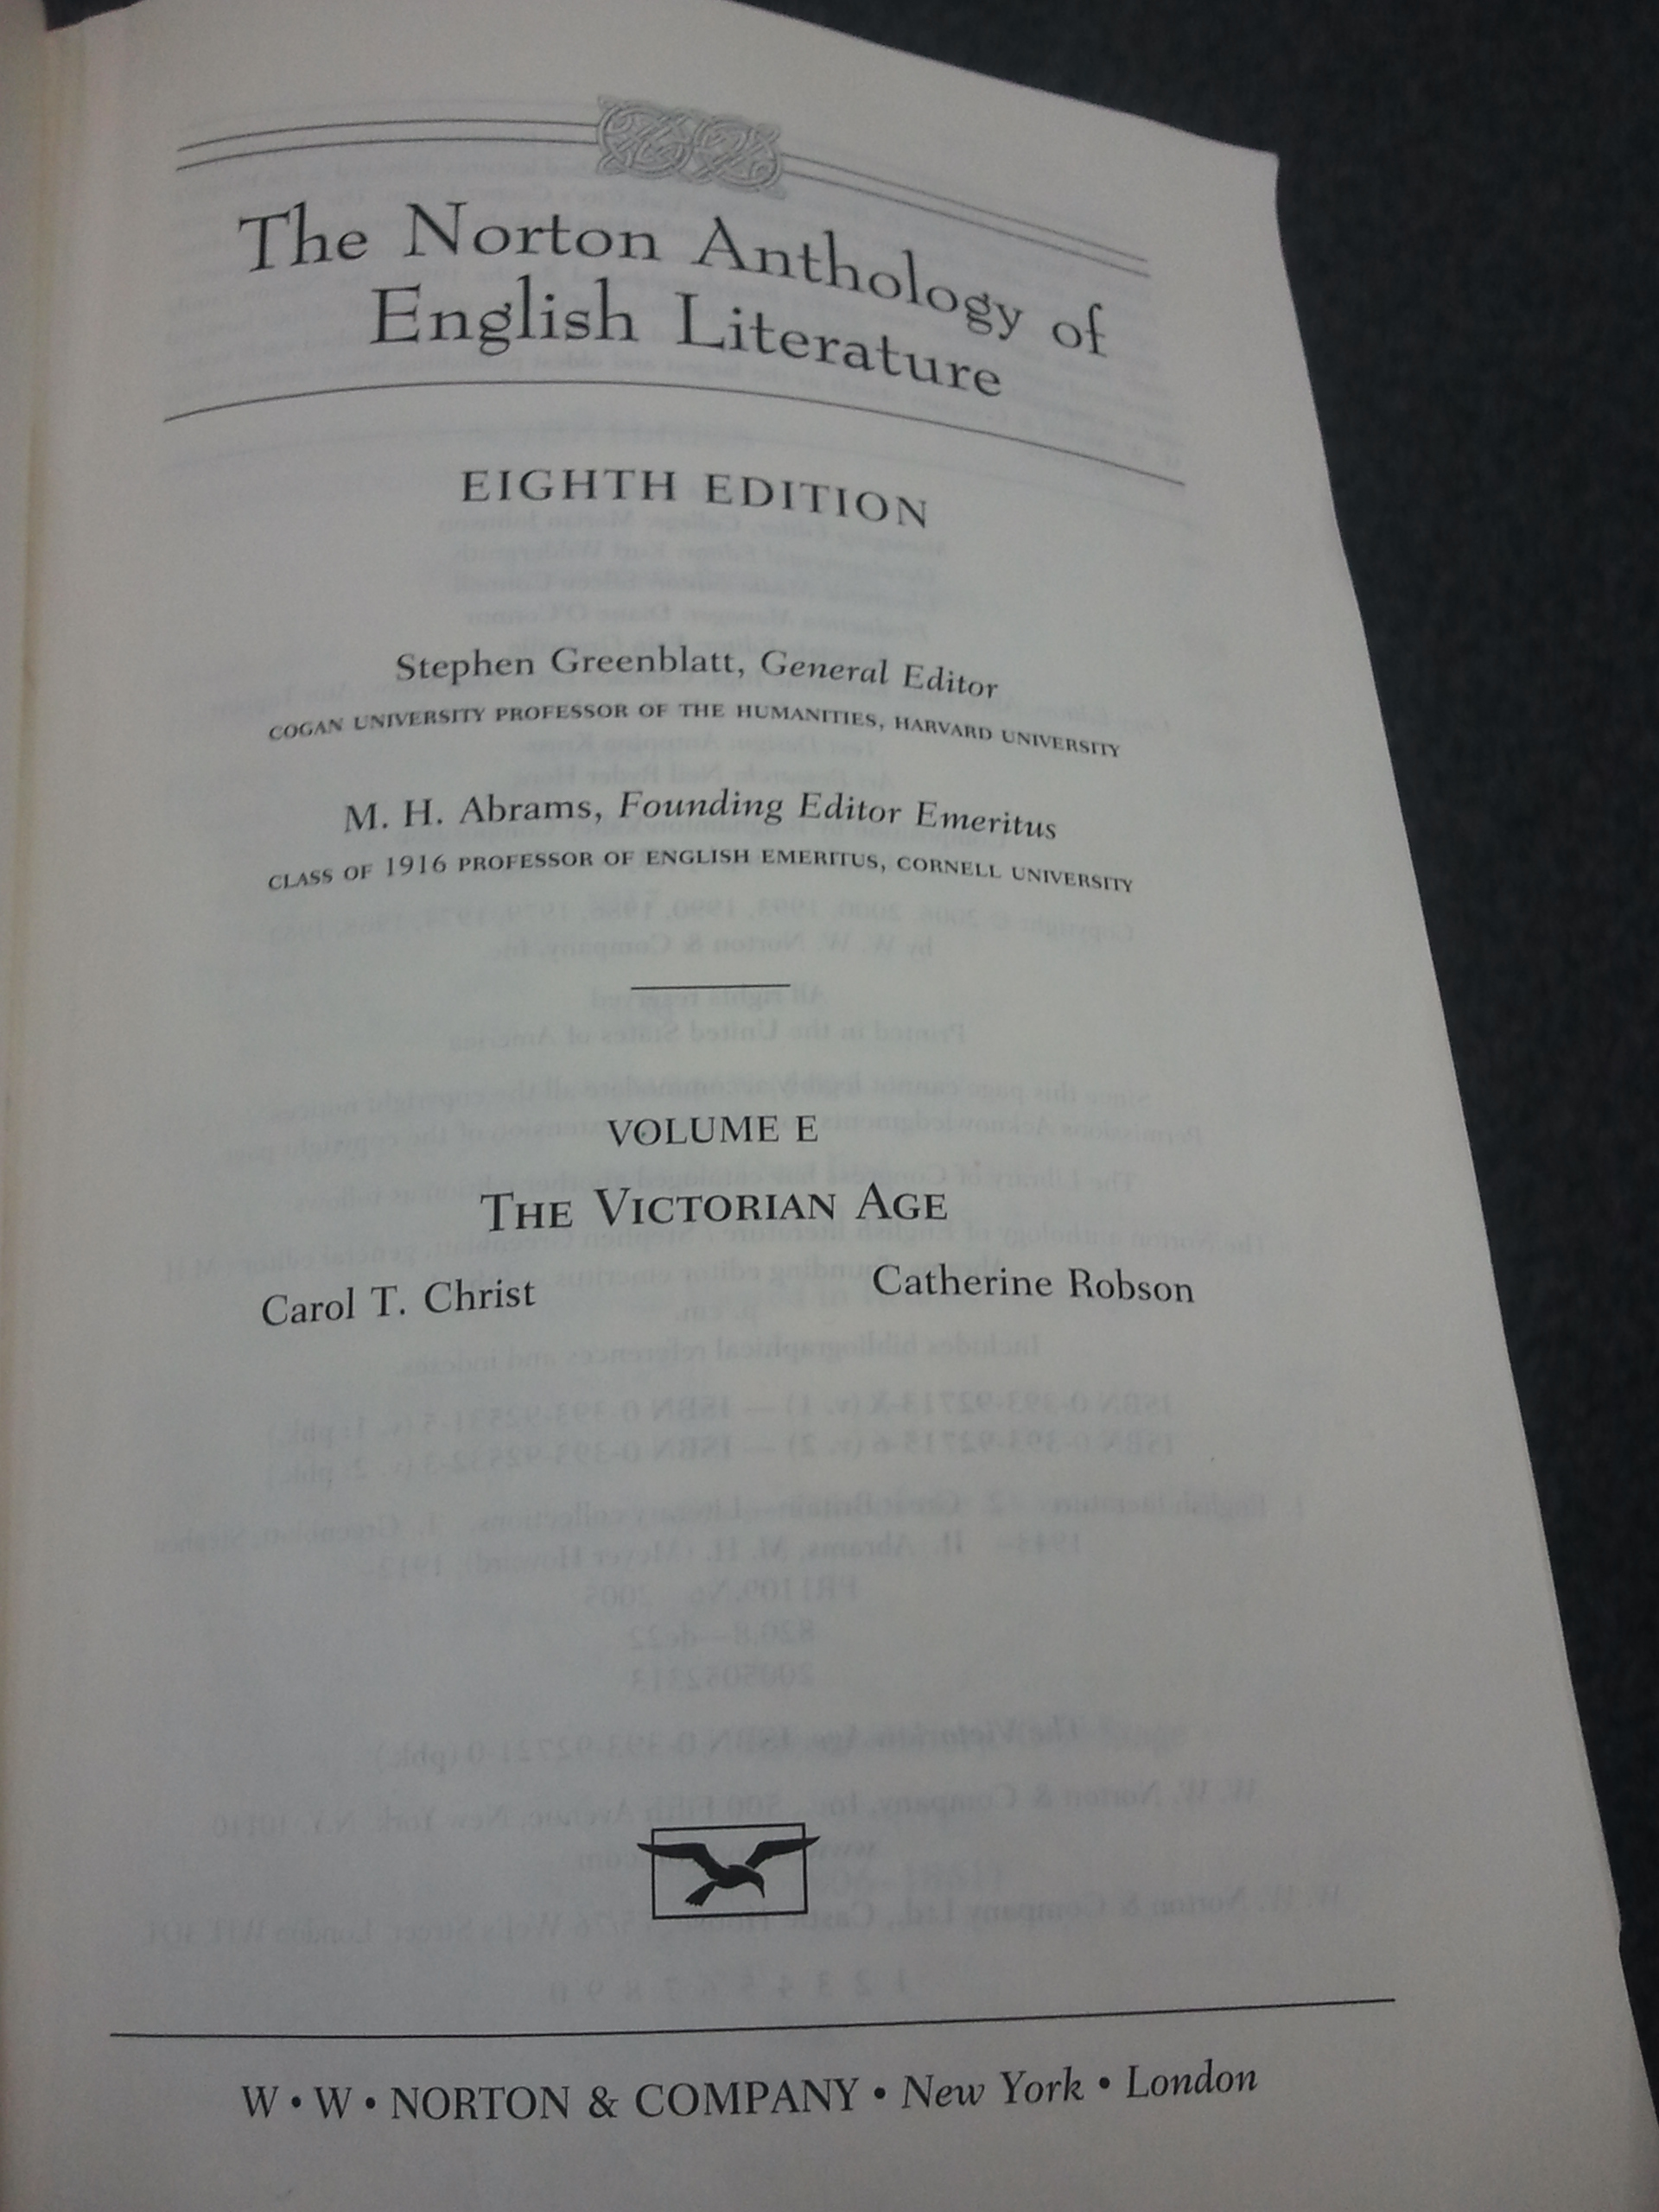 The Norton Anthology of
English Literature
EIGHTH EDITION
Stephen Greenblatt, General Editor
COGAN UNIVERSITY PROFESSOR OF THE HUMANITIES, HARVARD UNIVERSITY
M. H. Abrams, Founding Editor Emeritus
CLASS OF 1916 PROFESSOR OF ENGLISH EMERITUS, CORNELL UNIVERSITY
VOLUME E
THE VICTORIAN AGE
Carol T. Christ Catherine Robson
W • W • NORTON & COMPANY • New York • London